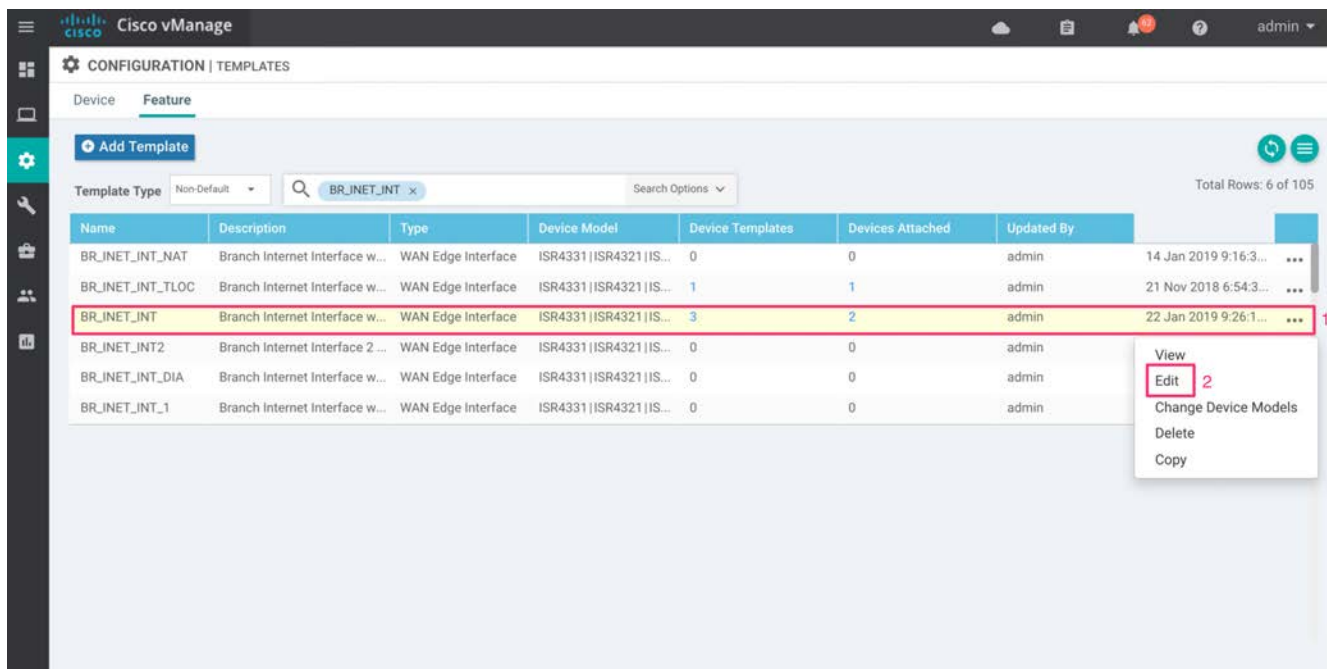 cisco Cisco vManage 62 admin
CONFIGURATION | TEMPLATES
Device Feature
Add Template
Template Type Non-Default BR_INET_INT × Search Options Total Rows: 6 of 105
Name Description Type Device Model Device Templates Devices Attached Updated By
BR_INET_INT_NAT Branch Internet Interface w... WAN Edge Interface ISR4331|ISR4321|IS... 0 0 admin 14 Jan 2019 9:16:3...
BR_INET_INT_TLOC Branch Internet Interface w... WAN Edge Interface ISR4331|ISR4321|IS... 1 1 admin 21 Nov 2018 6:54:3...
BR_INET_INT Branch Internet Interface w... WAN Edge Interface ISR4331|ISR4321|IS... 3 2 admin 22 Jan 2019 9:26:1... 1
BR_INET_INT2 Branch Internet Interface 2 ... WAN Edge Interface ISR4331|ISR4321|IS... 0 0 admin
BR_INET_INT_DIA Branch Internet Interface w... WAN Edge Interface ISR4331|ISR4321|IS... 0 0 admin
BR_INET_INT_1 Branch Internet Interface w... WAN Edge Interface ISR4331|ISR4321|IS... 0 0 admin
View
Edit 2
Change Device Models
Delete
Copy